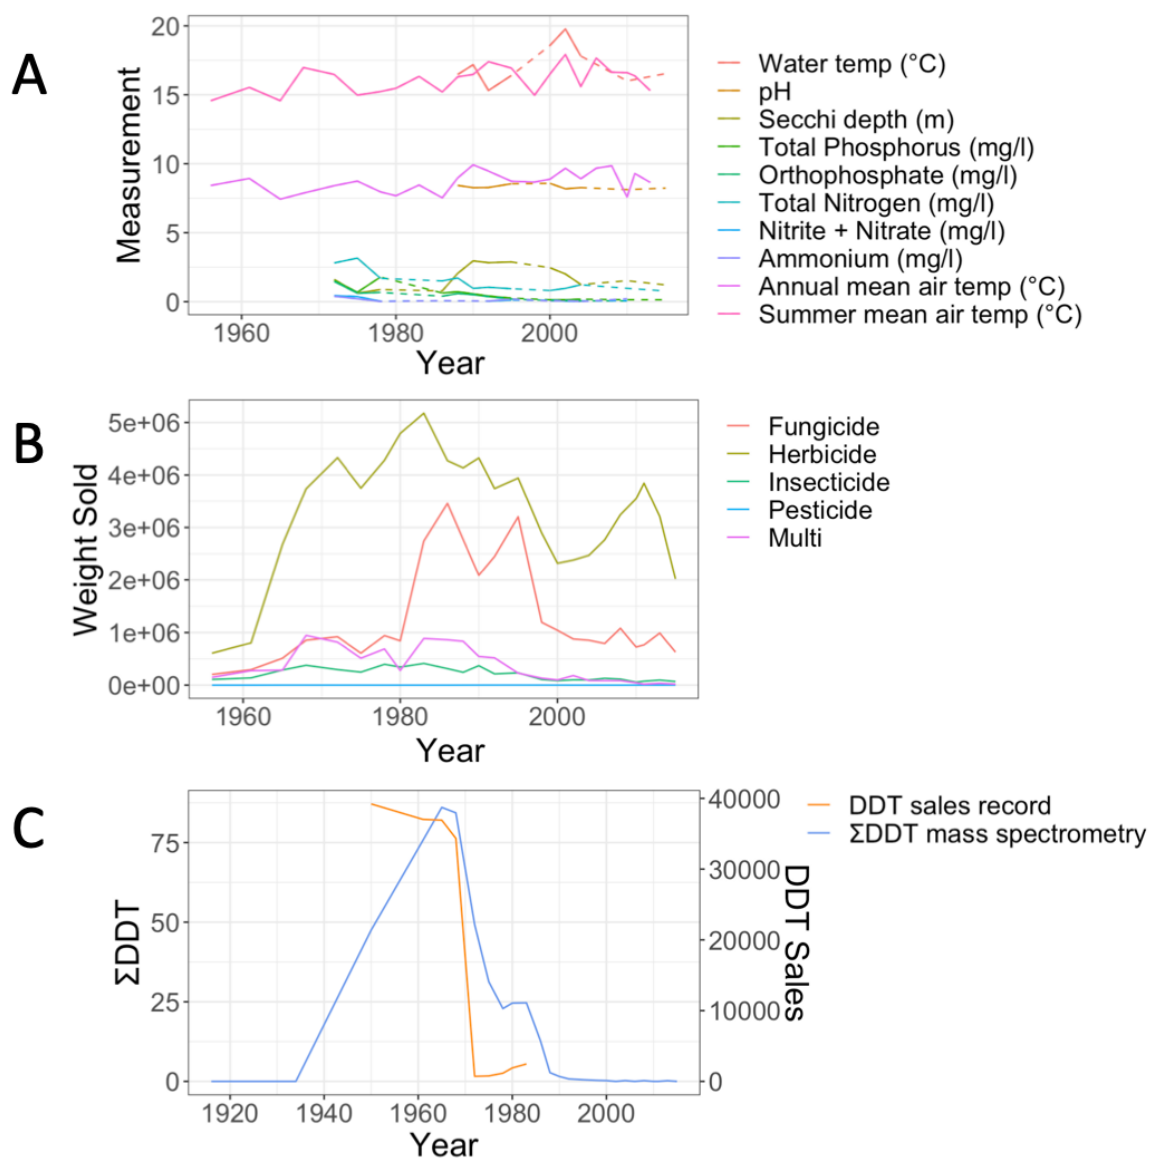 A
Measurement
20
15
10
5
0
1960 1980 2000
Year
Water temp (°C)
pH
Secchi depth (m)
Total Phosphorus (mg/l)
Orthophosphate (mg/l)
Total Nitrogen (mg/l)
Nitrite + Nitrate (mg/l)
Ammonium (mg/l)
Annual mean air temp (°C)
Summer mean air temp (°C)
B
Weight Sold
5e+06
4e+06
3e+06
2e+06
1e+06
0e+00
1960 1980 2000
Year
Fungicide
Herbicide
Insecticide
Pesticide
Multi
C
ΣDDT
75
50
25
0
1920 1940 1960 1980 2000
Year
40000
30000
20000
10000
0
DDT Sales
DDT sales record
ΣDDT mass spectrometry